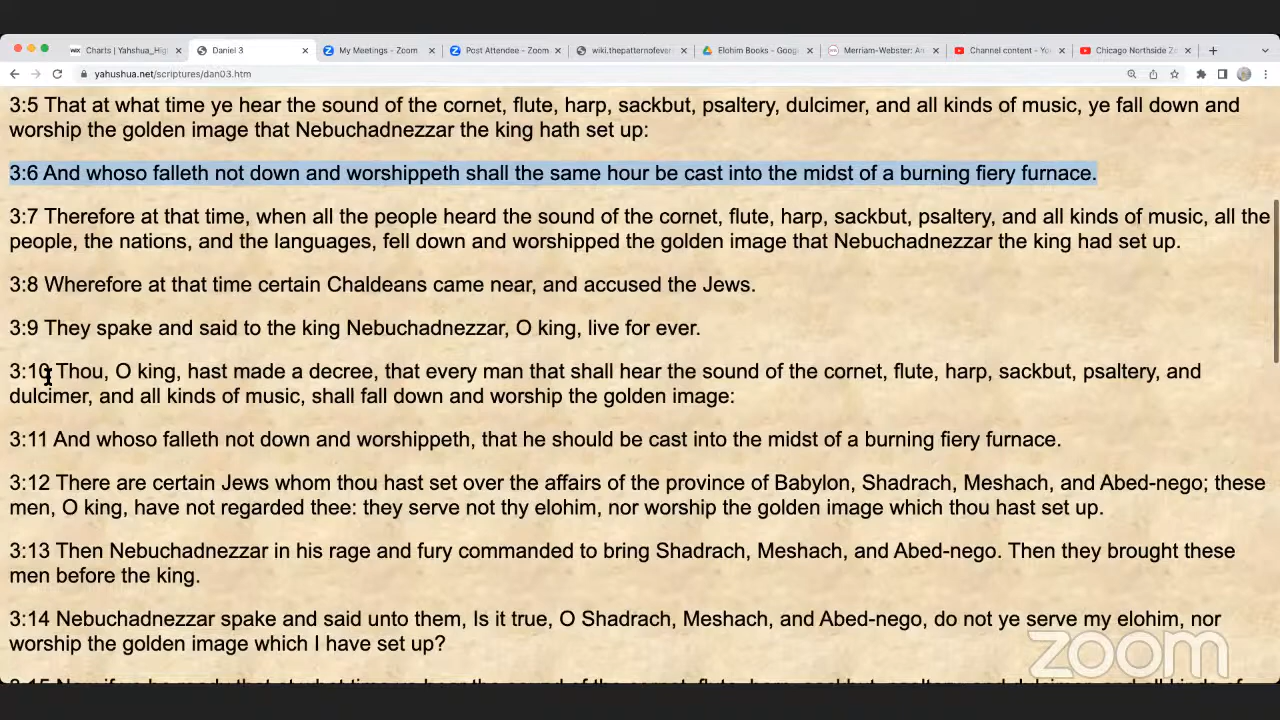 Charts | Yahshua_Hig
Daniel 3
My Meetings - Zoom
Post Attendee - Zoom
wiki.thepatternofever
Elohim Books - Goog
Merriam-Webster: Am
Channel content - Yo
Chicago Northside Z
yahushua.net/scriptures/dan03.htm
3:5 That at what time ye hear the sound of the cornet, flute, harp, sackbut, psaltery, dulcimer, and all kinds of music, ye fall down and
worship the golden image that Nebuchadnezzar the king hath set up:
3:6 And whoso falleth not down and worshippeth shall the same hour be cast into the midst of a burning fiery furnace.
3:7 Therefore at that time, when all the people heard the sound of the cornet, flute, harp, sackbut, psaltery, and all kinds of music, all the
people, the nations, and the languages, fell down and worshipped the golden image that Nebuchadnezzar the king had set up.
3:8 Wherefore at that time certain Chaldeans came near, and accused the Jews.
3:9 They spake and said to the king Nebuchadnezzar, O king, live for ever.
3:10 Thou, O king, hast made a decree, that every man that shall hear the sound of the cornet, flute, harp, sackbut, psaltery, and
dulcimer, and all kinds of music, shall fall down and worship the golden image:
3:11 And whoso falleth not down and worshippeth, that he should be cast into the midst of a burning fiery furnace.
3:12 There are certain Jews whom thou hast set over the affairs of the province of Babylon, Shadrach, Meshach, and Abed-nego; these
men, O king, have not regarded thee: they serve not thy elohim, nor worship the golden image which thou hast set up.
3:13 Then Nebuchadnezzar in his rage and fury commanded to bring Shadrach, Meshach, and Abed-nego. Then they brought these
men before the king.
3:14 Nebuchadnezzar spake and said unto them, Is it true, O Shadrach, Meshach, and Abed-nego, do not ye serve my elohim, nor
worship the golden image which I have set up?
zoom